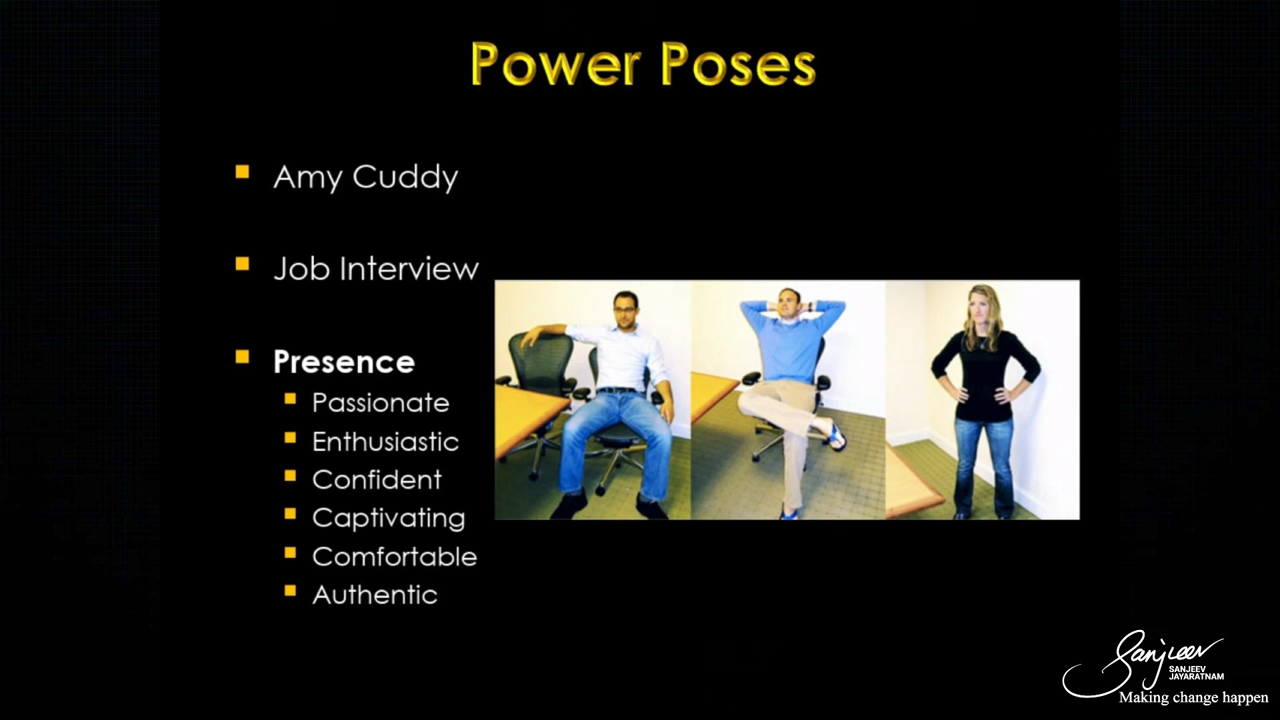 Power Poses
Amy Cuddy
Job Interview
Presence
Passionate
Enthusiastic
Confident
Captivating
Comfortable
Authentic
Sanjeev
SANJEEV
JAYARATNAM
Making change happen